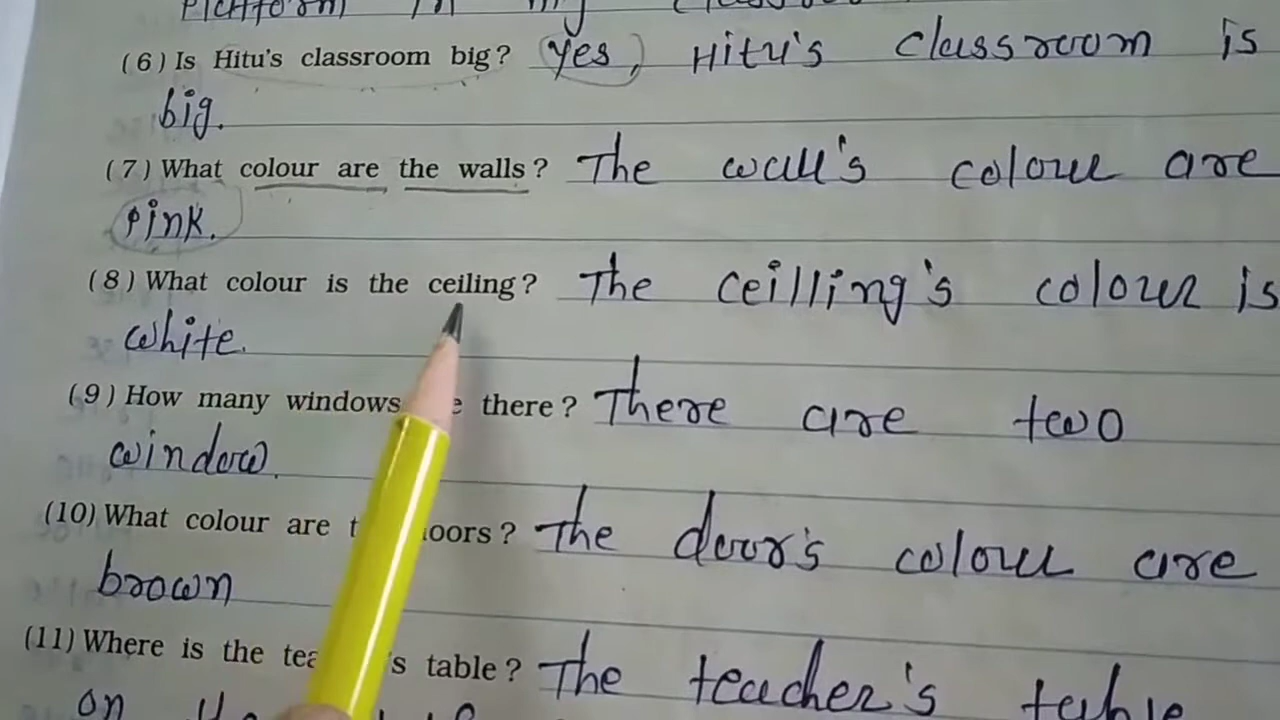 in my
(6) Is Hitu's classroom big? Yes, Hitu's classroom is
big.
(7) What colour are the walls? The wall's colour are
pink.
(8) What colour is the ceiling? The ceilling's colour is
white.
(9) How many windows there? There are two
window.
(10) What colour are oors? The door's colour are
brown
(11) Where is the tea 's table? The teacher's table
on